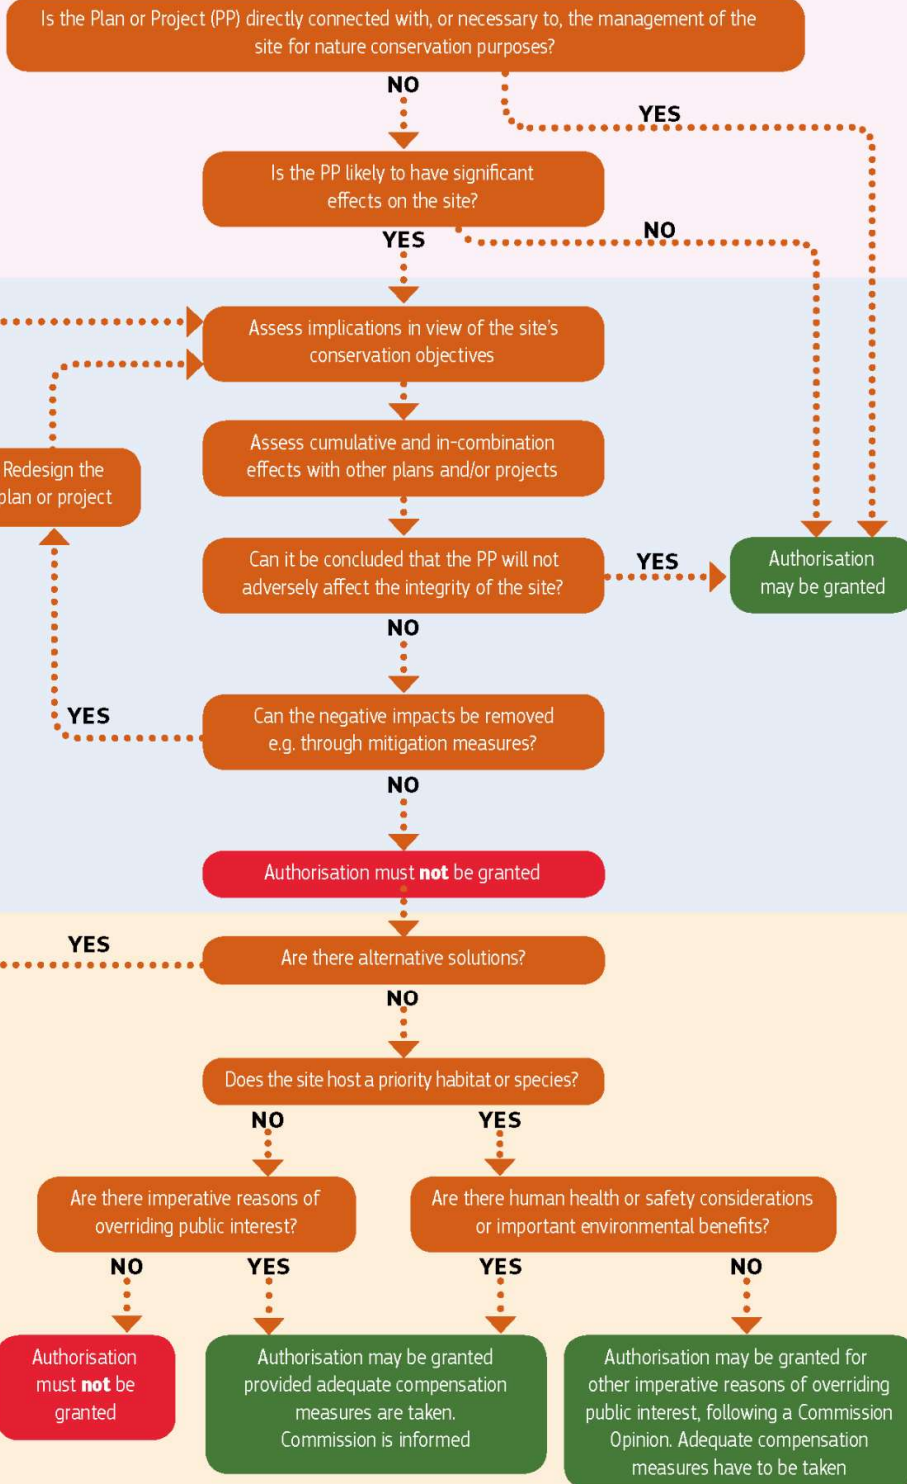 Is the Plan or Project (PP) directly connected with, or necessary to, the management of the
site for nature conservation purposes?
NO
YES
Is the PP likely to have significant
effects on the site?
NO
YES
Assess implications in view of the site's
conservation objectives
Assess cumulative and in-combination
effects with other plans and/or projects
Redesign the
plan or project
Can it be concluded that the PP will not
adversely affect the integrity of the site?
YES
Authorisation
may be granted
NO
Can the negative impacts be removed
e.g. through mitigation measures?
YES
NO
Authorisation must not be granted
YES
Are there alternative solutions?
NO
Does the site host a priority habitat or species?
NO
YES
Are there imperative reasons of
overriding public interest?
Are there human health or safety considerations
or important environmental benefits?
NO
YES
YES
NO
Authorisation
must not be
granted
Authorisation may be granted
provided adequate compensation
measures are taken.
Commission is informed
Authorisation may be granted for
other imperative reasons of overriding
public interest, following a Commission
Opinion. Adequate compensation
measures have to be taken